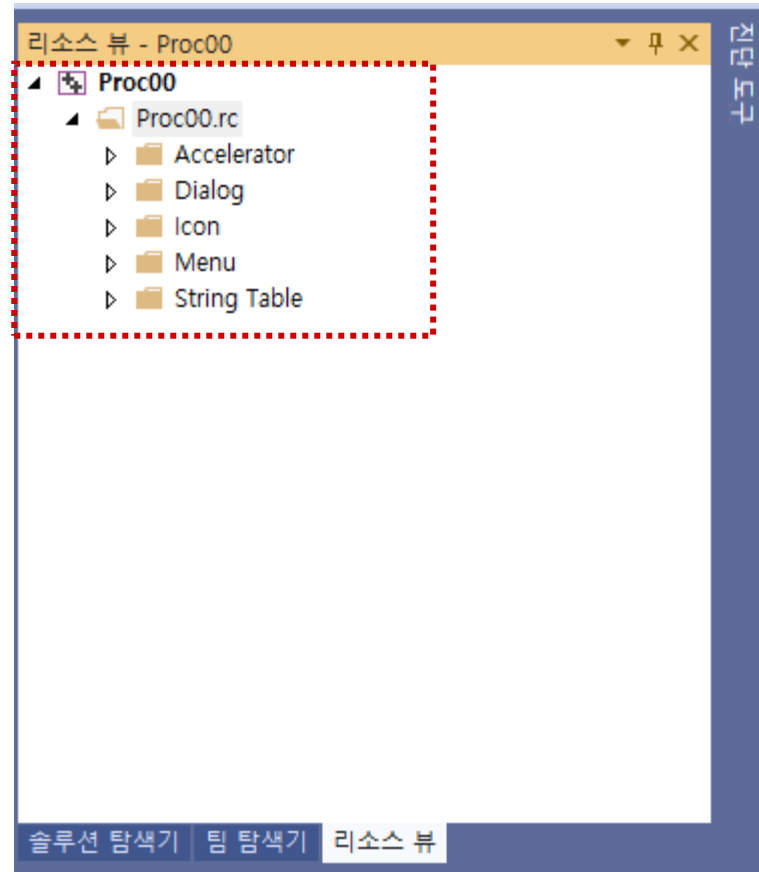 리소스 뷰 - Proc00
Proc00
Proc00.rc
Accelerator
Dialog
Icon
Menu
String Table
솔루션 탐색기 팀 탐색기 리소스 뷰
진단 도구